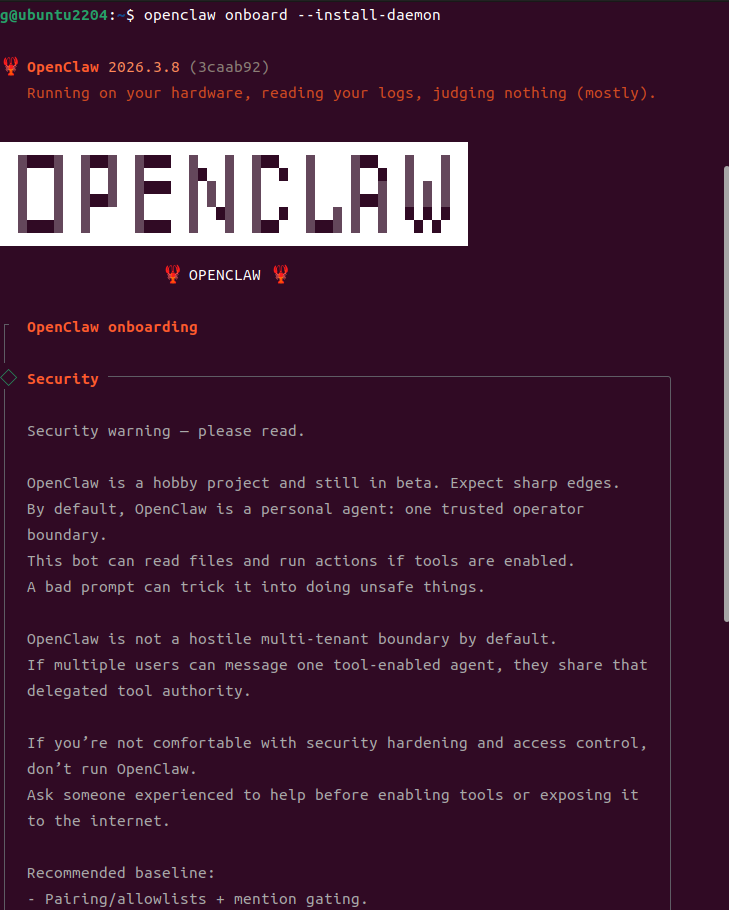 g@ubuntu2204:~$ openclaw onboard --install-daemon
🦞 OpenClaw 2026.3.8 (3caab92)
Running on your hardware, reading your logs, judging nothing (mostly).
OPENCLAW
🦞 OPENCLAW 🦞
OpenClaw onboarding
Security
Security warning — please read.
OpenClaw is a hobby project and still in beta. Expect sharp edges.
By default, OpenClaw is a personal agent: one trusted operator
boundary.
This bot can read files and run actions if tools are enabled.
A bad prompt can trick it into doing unsafe things.
OpenClaw is not a hostile multi-tenant boundary by default.
If multiple users can message one tool-enabled agent, they share that
delegated tool authority.
If you’re not comfortable with security hardening and access control,
don’t run OpenClaw.
Ask someone experienced to help before enabling tools or exposing it
to the internet.
Recommended baseline:
- Pairing/allowlists + mention gating.